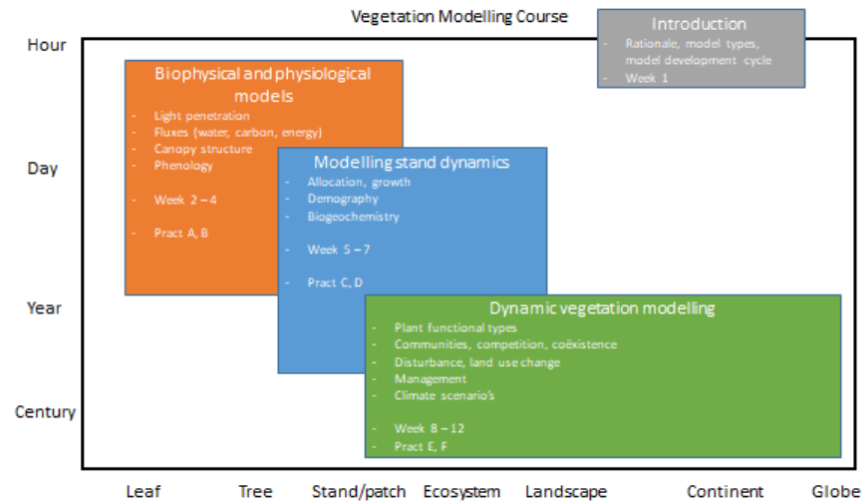 Vegetation Modelling Course
Introduction
- Rationale, model types,
model development cycle
- Week 1
Hour
Day
Year
Century
Biophysical and physiological
models
- Light penetration
- Fluxes (water, carbon, energy)
- Canopy structure
- Phenology
- Week 2 – 4
- Pract A, B
Modelling stand dynamics
- Allocation, growth
- Demography
- Biogeochemistry
- Week 5 – 7
- Pract C, D
Dynamic vegetation modelling
- Plant functional types
- Communities, competition, coëxistence
- Disturbance, land use change
- Management
- Climate scenario's
- Week 8 – 12
- Pract E, F
Leaf Tree Stand/patch Ecosystem Landscape Continent Globe